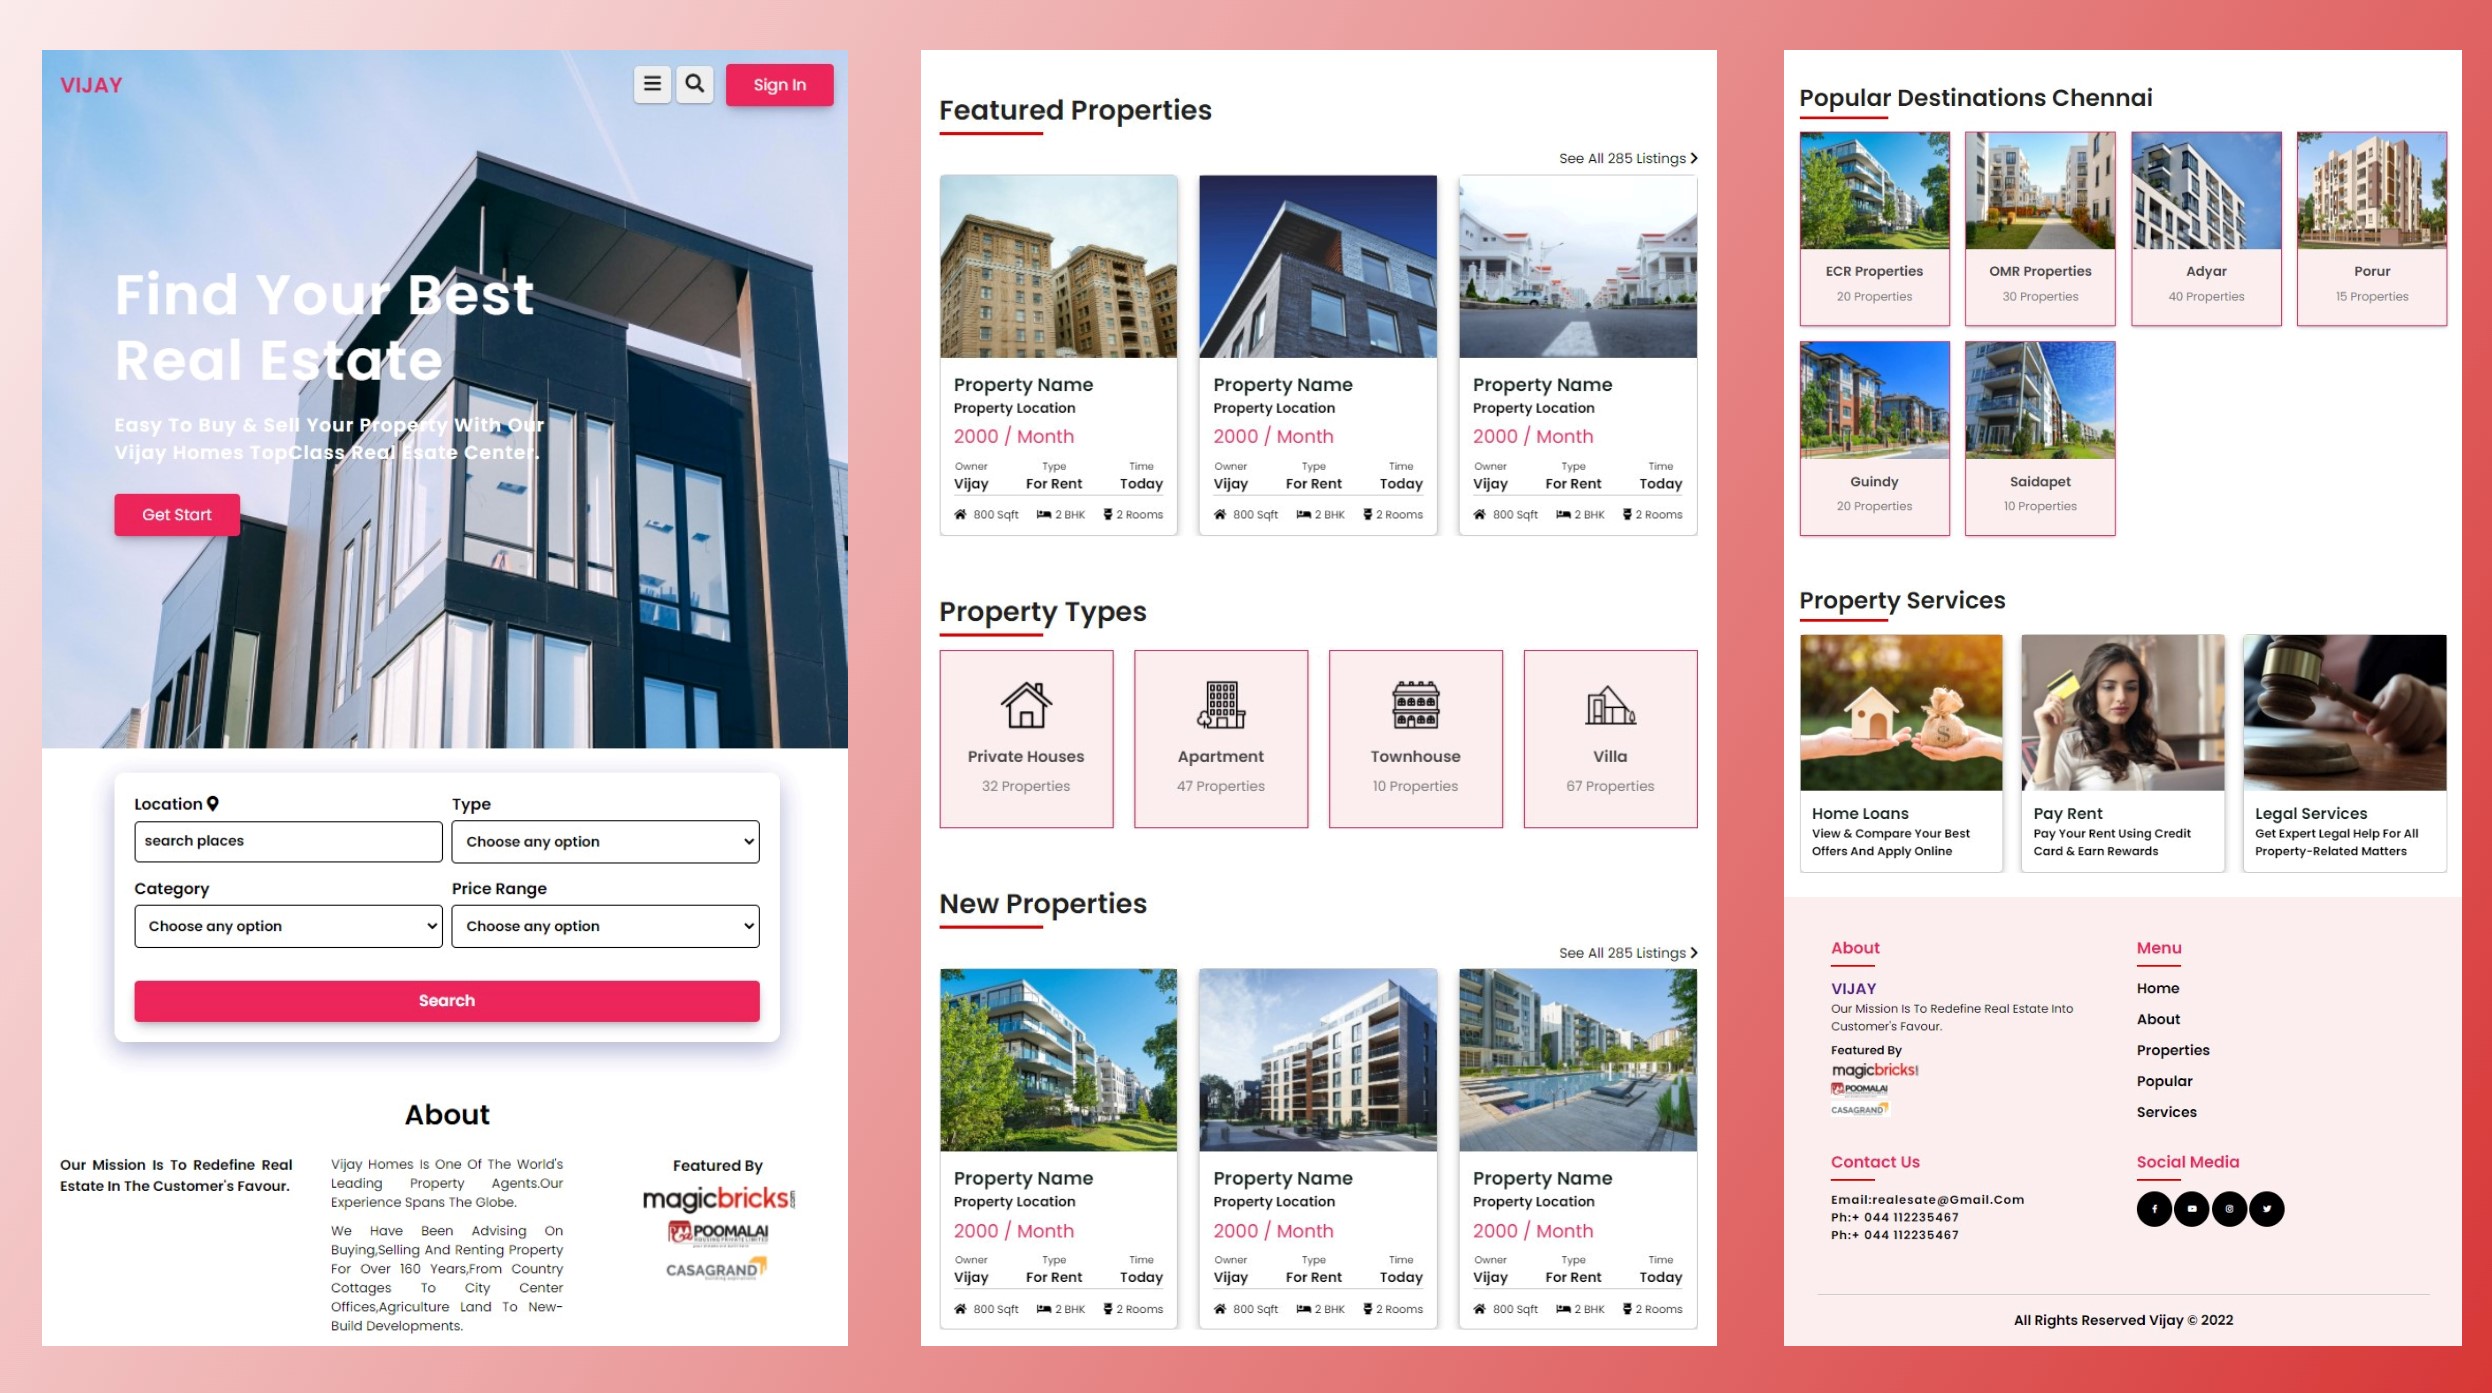 VIJAY
Sign In
Find Your Best
Real Estate
Easy To Buy & Sell Your Property With Our
Vijay Homes TopClass Real Esate Center.
Get Start
Location
Type
search places
Choose any option
Category
Price Range
Choose any option
Choose any option
Search
About
Our Mission Is To Redefine Real
Estate In The Customer's Favour.
Vijay Homes Is One Of The World's
Leading Property Agents.Our
Experience Spans The Globe.
We Have Been Advising On
Buying,Selling And Renting Property
For Over 160 Years,From Country
Cottages To City Center
Offices,Agriculture Land To New-
Build Developments.
Featured By
magicbricks
POOMALAI
CASAGRAND
Featured Properties
See All 285 Listings
Property Name
Property Location
2000 / Month
Owner Type Time
Vijay For Rent Today
800 Sqft 2 BHK 2 Rooms
Property Name
Property Location
2000 / Month
Owner Type Time
Vijay For Rent Today
800 Sqft 2 BHK 2 Rooms
Property Name
Property Location
2000 / Month
Owner Type Time
Vijay For Rent Today
800 Sqft 2 BHK 2 Rooms
Property Types
Private Houses
32 Properties
Apartment
47 Properties
Townhouse
10 Properties
Villa
67 Properties
New Properties
See All 285 Listings
Property Name
Property Location
2000 / Month
Owner Type Time
Vijay For Rent Today
800 Sqft 2 BHK 2 Rooms
Property Name
Property Location
2000 / Month
Owner Type Time
Vijay For Rent Today
800 Sqft 2 BHK 2 Rooms
Property Name
Property Location
2000 / Month
Owner Type Time
Vijay For Rent Today
800 Sqft 2 BHK 2 Rooms
Popular Destinations Chennai
ECR Properties
20 Properties
OMR Properties
30 Properties
Adyar
40 Properties
Porur
15 Properties
Guindy
20 Properties
Saidapet
10 Properties
Property Services
Home Loans
View & Compare Your Best
Offers And Apply Online
Pay Rent
Pay Your Rent Using Credit
Card & Earn Rewards
Legal Services
Get Expert Legal Help For All
Property-Related Matters
About
VIJAY
Our Mission Is To Redefine Real Estate Into
Customer's Favour.
Featured By
magicbricks
POOMALAI
CASAGRAND
Menu
Home
About
Properties
Popular
Services
Contact Us
Email:realesate@Gmail.Com
Ph:+ 044 112235467
Ph:+ 044 112235467
Social Media
All Rights Reserved Vijay © 2022